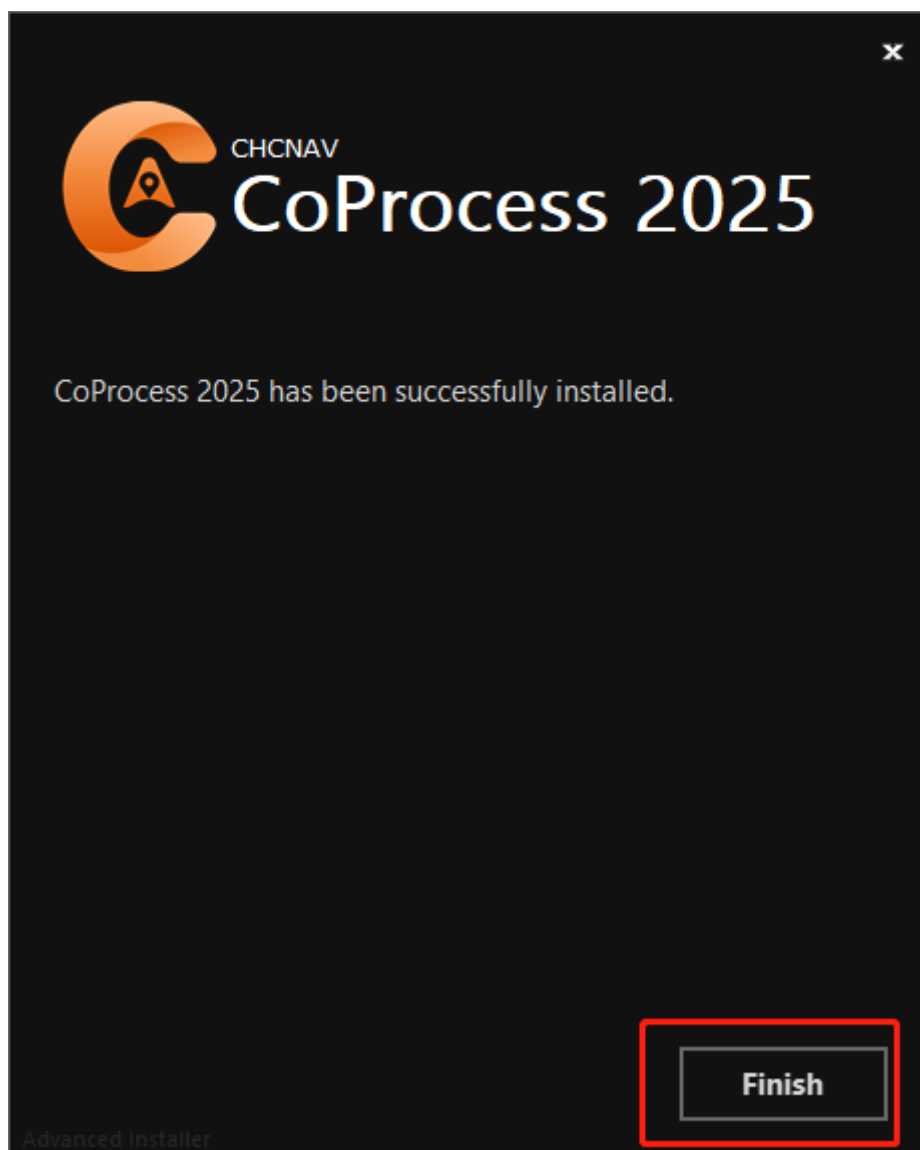 x
CHCNAV
CoProcess 2025
CoProcess 2025 has been successfully installed.
Finish
Advanced Installer